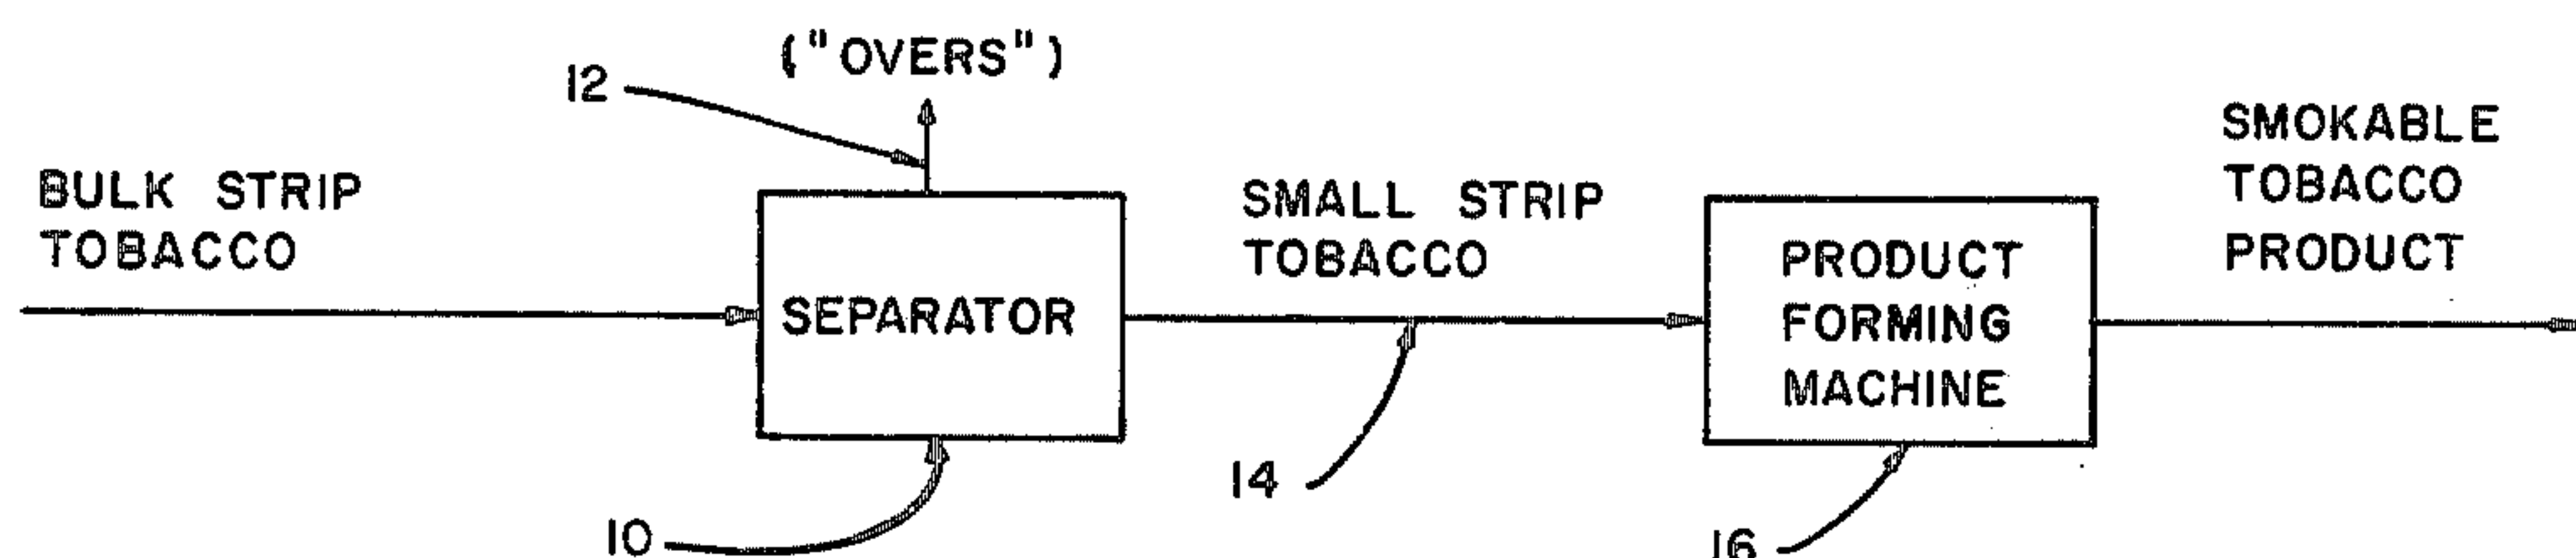 ("OVERS")
12
BULK STRIP
TOBACCO
SEPARATOR
10
SMALL STRIP
TOBACCO
14
PRODUCT
FORMING
MACHINE
16
SMOKABLE
TOBACCO
PRODUCT